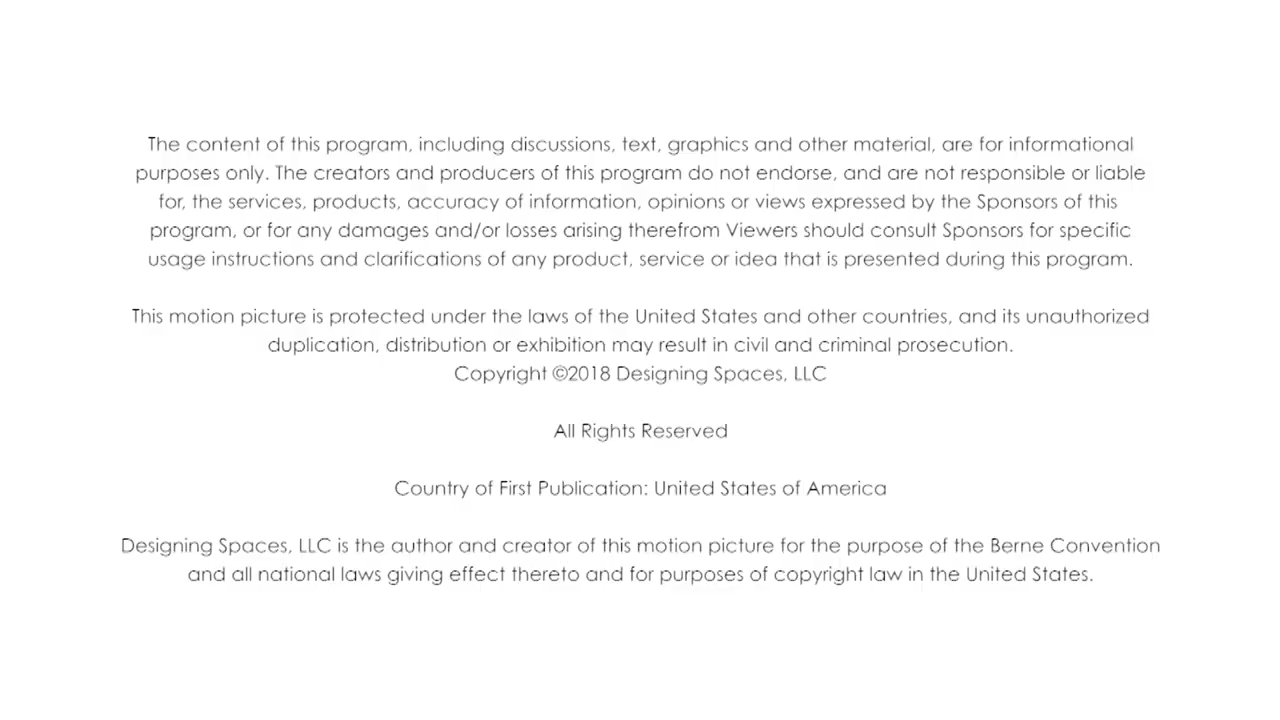 The content of this program, including discussions, text, graphics and other material, are for informational
purposes only. The creators and producers of this program do not endorse, and are not responsible or liable
for, the services, products, accuracy of information, opinions or views expressed by the Sponsors of this
program, or for any damages and/or losses arising therefrom Viewers should consult Sponsors for specific
usage instructions and clarifications of any product, service or idea that is presented during this program.
This motion picture is protected under the laws of the United States and other countries, and its unauthorized
duplication, distribution or exhibition may result in civil and criminal prosecution.
Copyright ©2018 Designing Spaces, LLC
All Rights Reserved
Country of First Publication: United States of America
Designing Spaces, LLC is the author and creator of this motion picture for the purpose of the Berne Convention
and all national laws giving effect thereto and for purposes of copyright law in the United States.